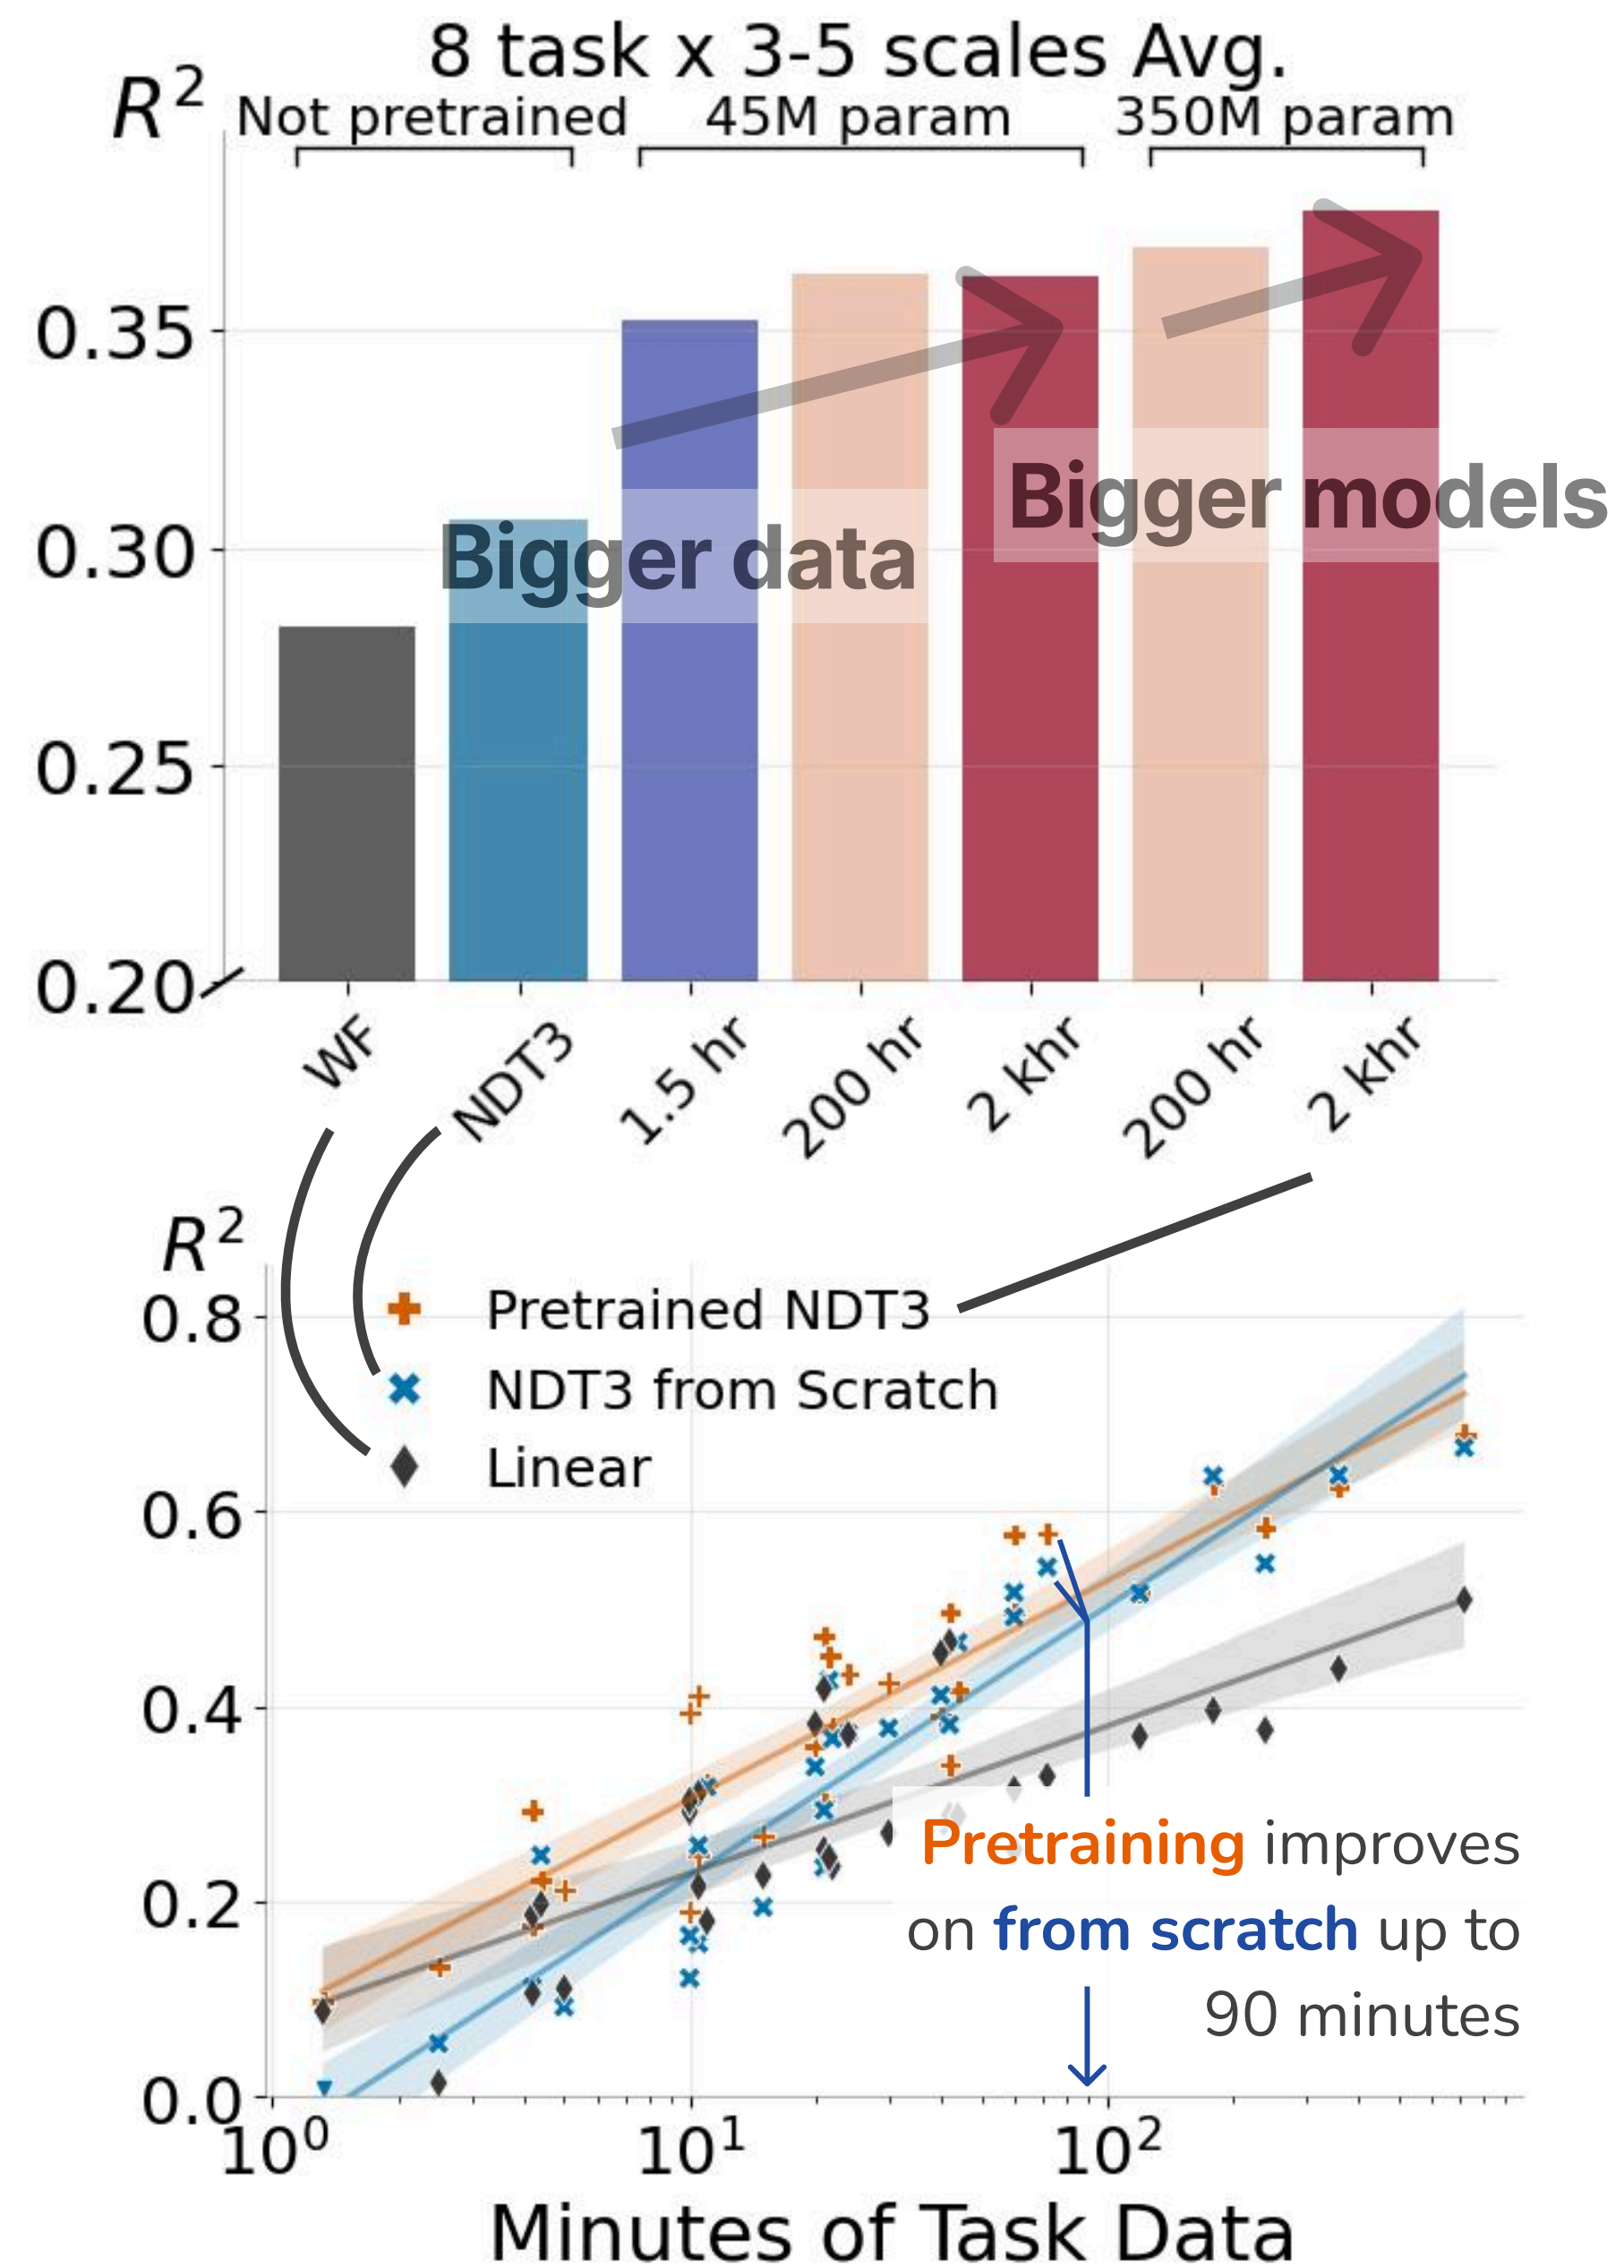 8 task x 3-5 scales Avg.
R²
Not pretrained
45M param
350M param
0.35
0.30
0.25
0.20
Bigger data
Bigger models
WF
NDT3
1.5 hr
200 hr
2 khr
200 hr
2 khr
R²
0.8
0.6
0.4
0.2
0.0
Pretrained NDT3
NDT3 from Scratch
Linear
Pretraining improves
on from scratch up to
90 minutes
10⁰
10¹
10²
Minutes of Task Data